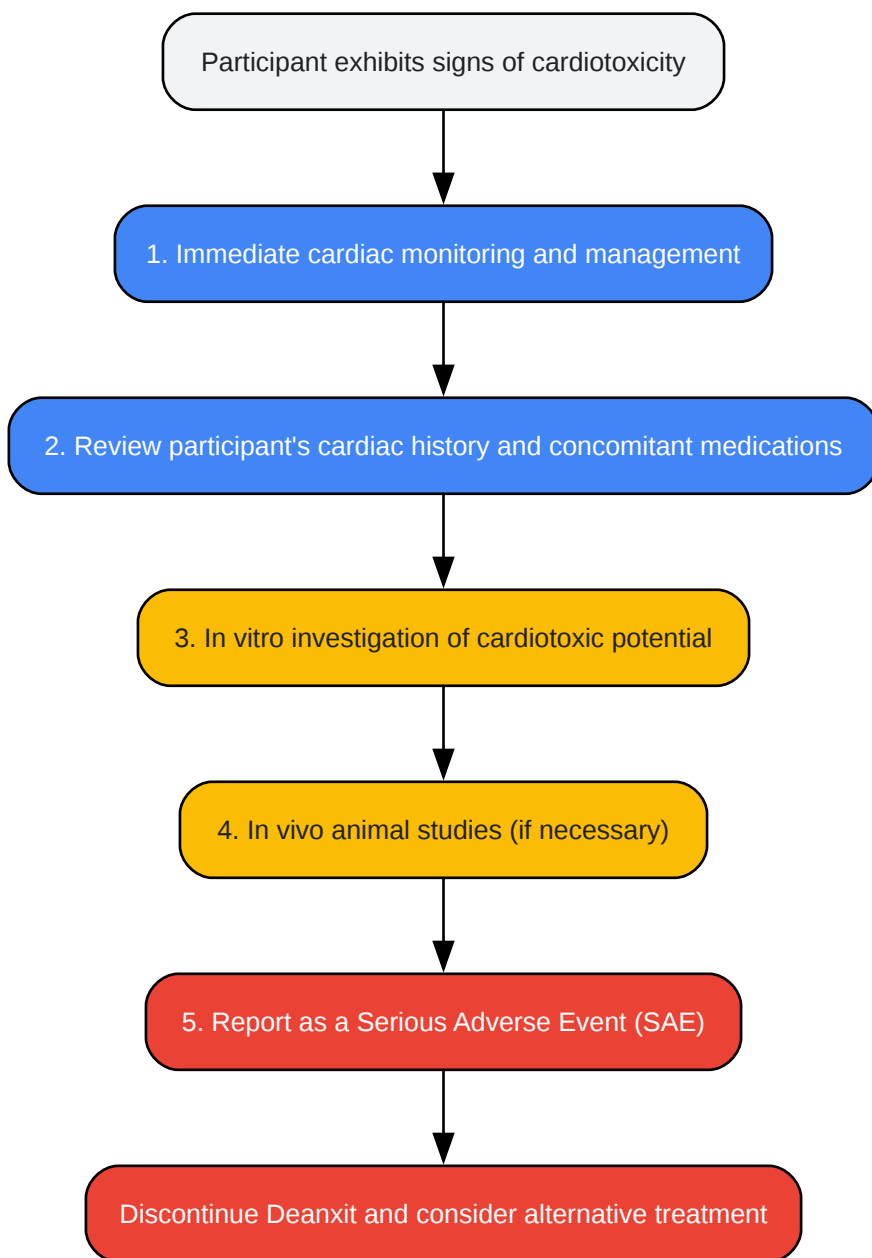 Participant exhibits signs of cardiotoxicity
1. Immediate cardiac monitoring and management
2. Review participant's cardiac history and concomitant medications
3. In vitro investigation of cardiotoxic potential
4. In vivo animal studies (if necessary)
5. Report as a Serious Adverse Event (SAE)
Discontinue Deanxit and consider alternative treatment